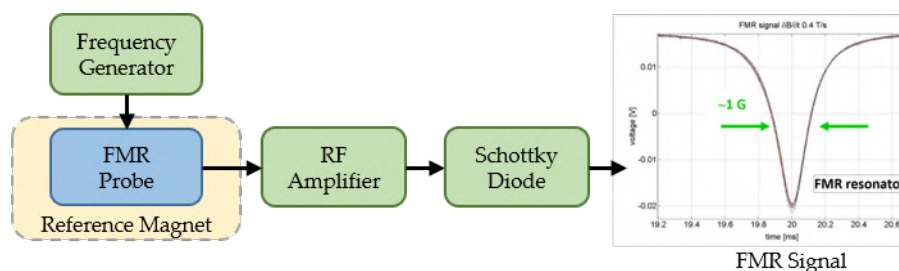 Frequency
Generator
FMR
Probe
Reference Magnet
RF
Amplifier
Schottky
Diode
FMR signal ∂B/∂t 0.4 T/s
0.01
0
-0.01
-0.02
voltage [V]
~1 G
FMR resonato
19.2 19.4 19.6 19.8 20 20.2 20.4 20.6
time [ms]
FMR Signal